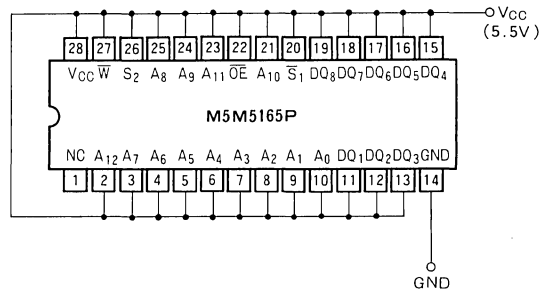 VCC
(5.5V)
28 27 26 25 24 23 22 21 20 19 18 17 16 15
VCC W̅ S2 A8 A9 A11 O̅E̅ A10 S̅1 DQ8 DQ7 DQ6 DQ5 DQ4
M5M5165P
NC A12 A7 A6 A5 A4 A3 A2 A1 A0 DQ1 DQ2 DQ3 GND
1 2 3 4 5 6 7 8 9 10 11 12 13 14
GND